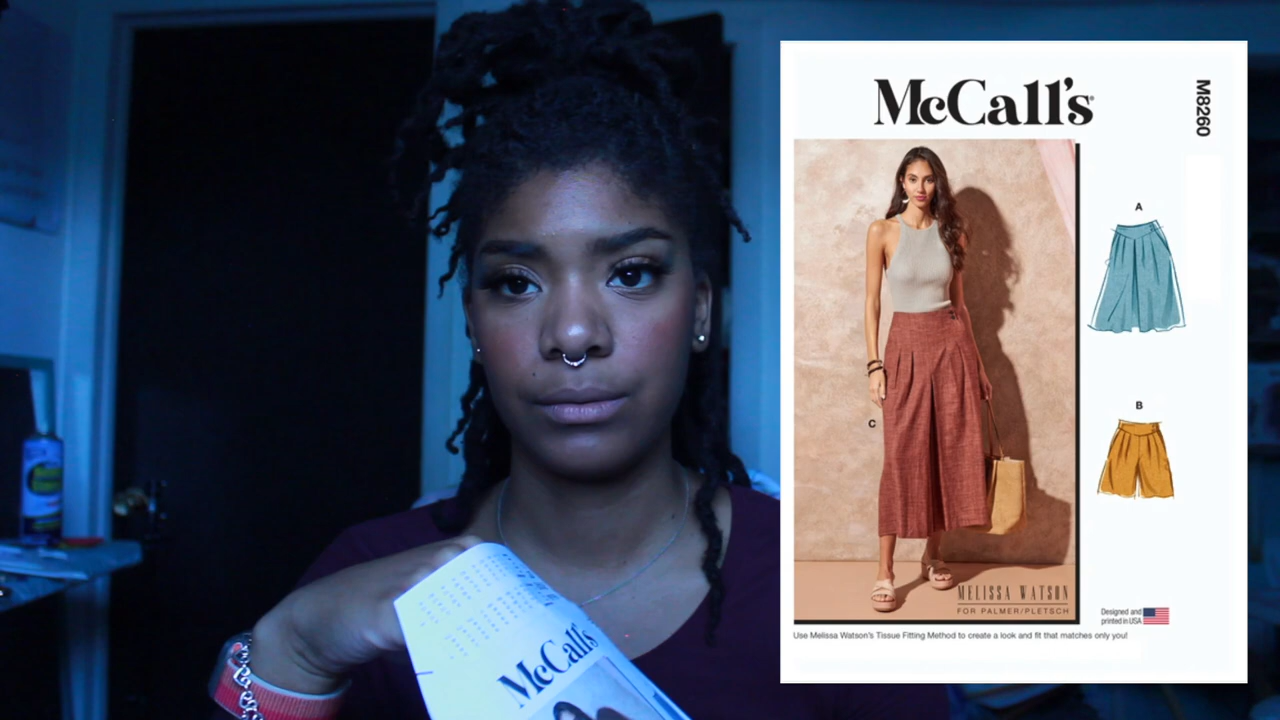 McCall's®
M8260
A
B
C
MELISSA WATSON
FOR PALMER/PLETSCH
Designed and
printed in USA
Use Melissa Watson's Tissue Fitting Method to create a look and fit that matches only you!
McCall's